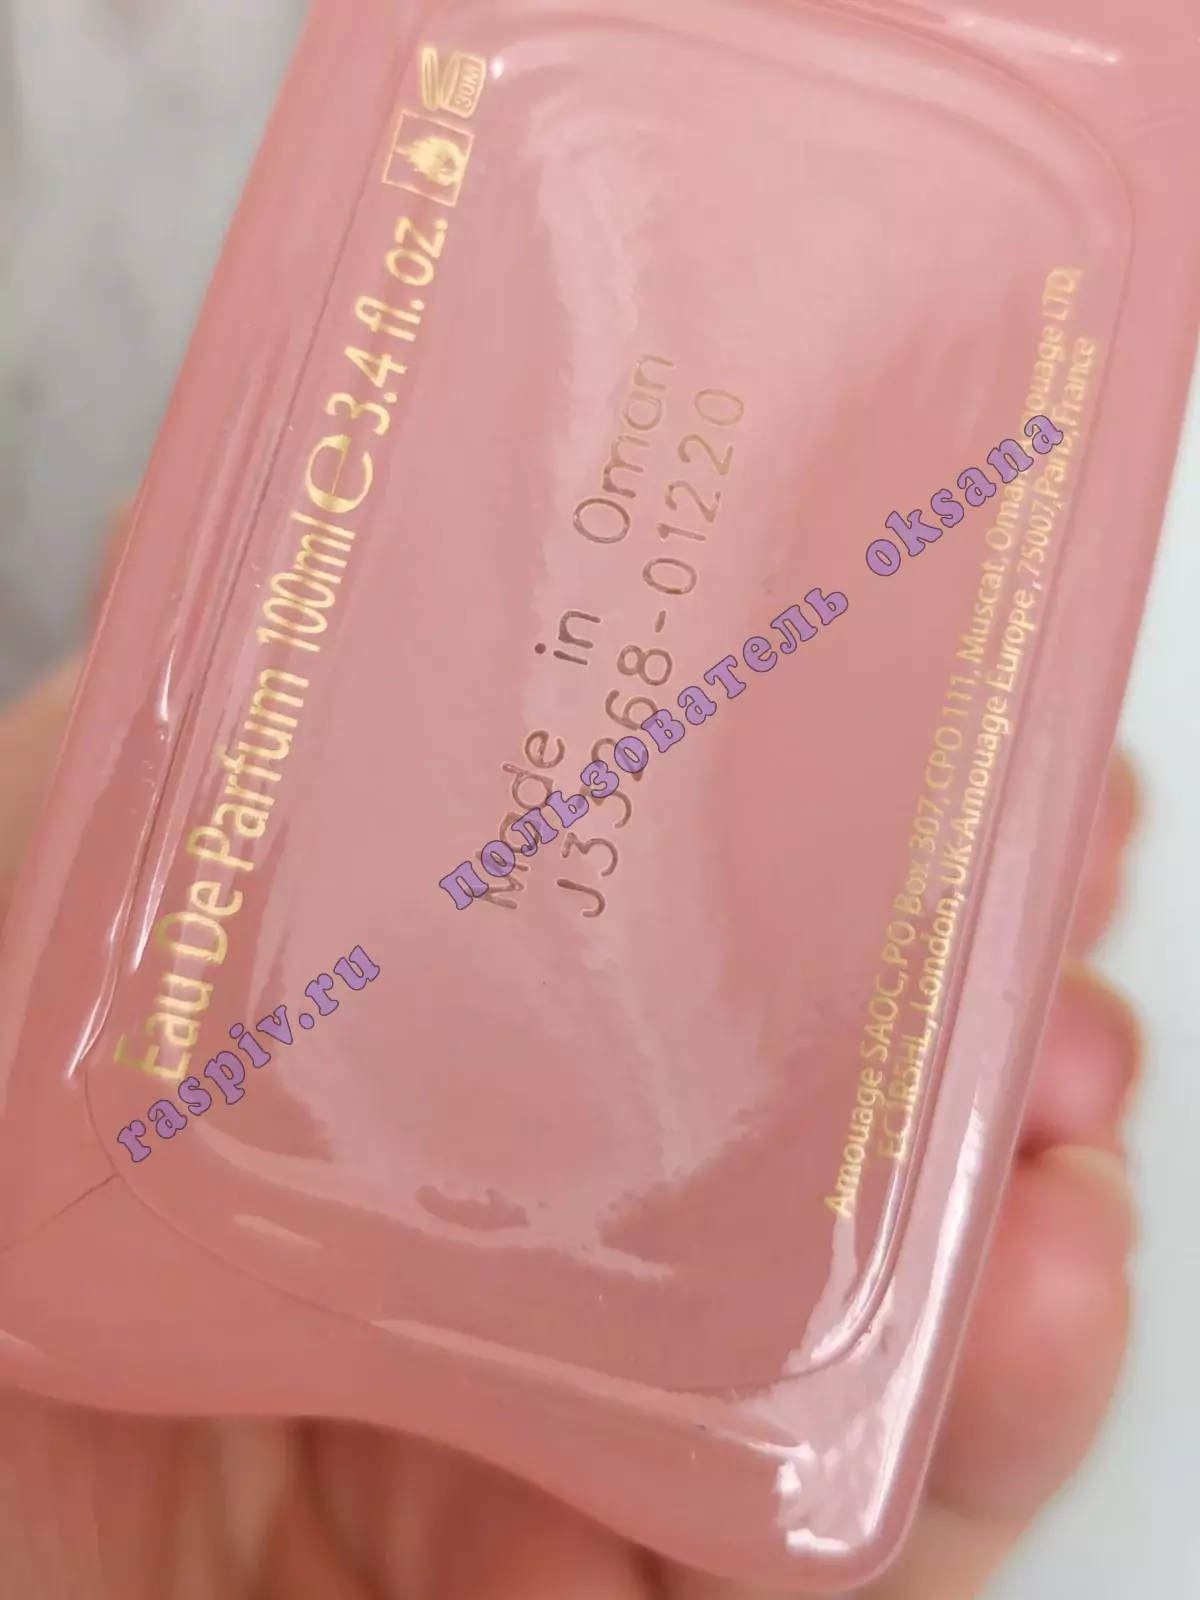 Eau De Parfum 100ml ℮ 3.4 fl. oz.
30M
Made in Oman
J33268-01220
Amouage SAOC, PO Box 307, CPO 111, Muscat, Oman Amouage LTD,
London, UK Amouage Europe, 75007, Paris, France
raspiv.ru пользователь oksana